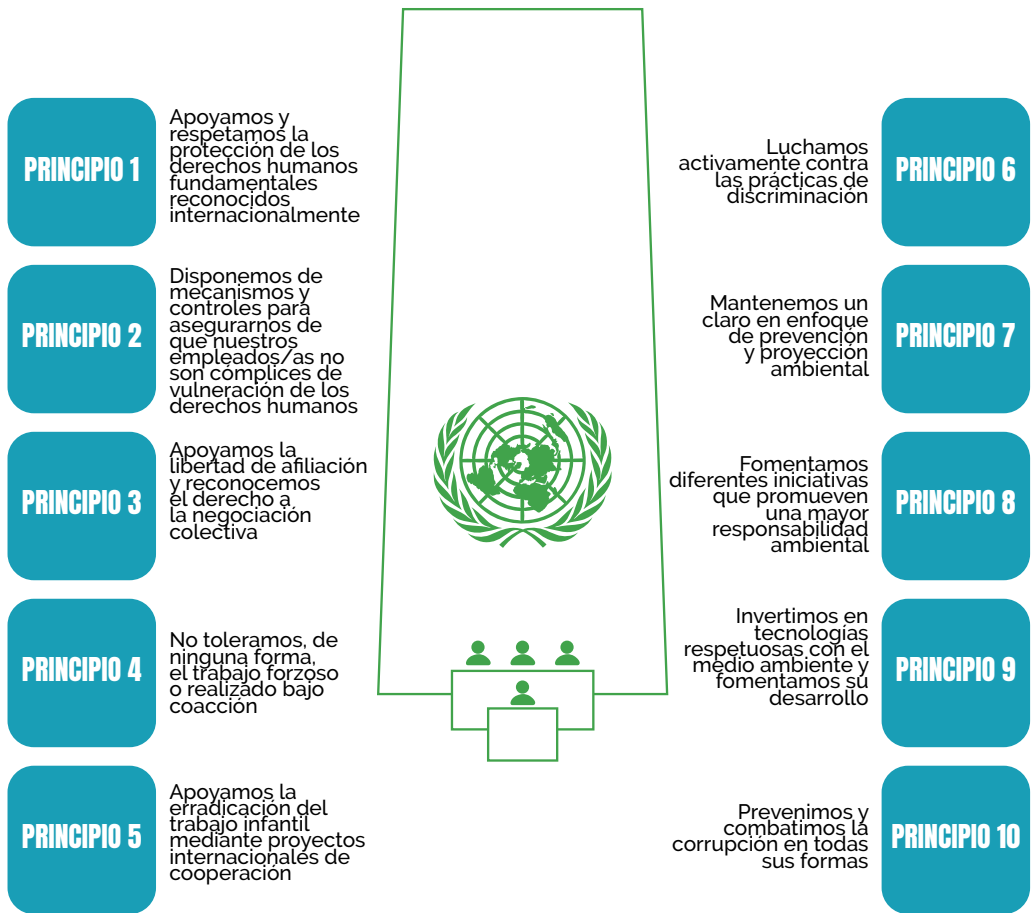 PRINCIPIO 1
Apoyamos y
respetamos la
protección de los
derechos humanos
fundamentales
reconocidos
internacionalmente
PRINCIPIO 2
Disponemos de
mecanismos y
controles para
asegurarnos de
que nuestros
empleados/as no
son cómplices de
vulneración de los
derechos humanos
PRINCIPIO 3
Apoyamos la
libertad de afiliación
y reconocemos
el derecho a
la negociación
colectiva
PRINCIPIO 4
No toleramos, de
ninguna forma,
el trabajo forzoso
o realizado bajo
coacción
PRINCIPIO 5
Apoyamos la
erradicación del
trabajo infantil
mediante proyectos
internacionales de
cooperación
PRINCIPIO 6
Luchamos
activamente contra
las prácticas de
discriminación
PRINCIPIO 7
Mantenemos un
claro en enfoque
de prevención
y proyección
ambiental
PRINCIPIO 8
Fomentamos
diferentes iniciativas
que promueven
una mayor
responsabilidad
ambiental
PRINCIPIO 9
Invertimos en
tecnologías
respetuosas con el
medio ambiente y
fomentamos su
desarrollo
PRINCIPIO 10
Prevenimos y
combatimos la
corrupción en todas
sus formas